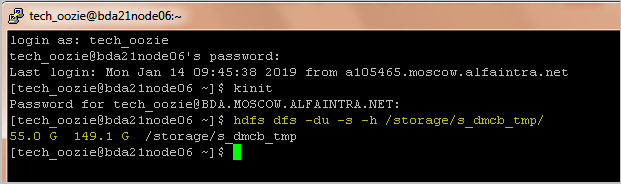 tech_oozie@bda21node06:~
login as: tech_oozie
tech_oozie@bda21node06's password:
Last login: Mon Jan 14 09:45:38 2019 from a105465.moscow.alfaintra.net
[tech_oozie@bda21node06 ~]$ kinit
Password for tech_oozie@BDA.MOSCOW.ALFAINTRA.NET:
[tech_oozie@bda21node06 ~]$ hdfs dfs -du -s -h /storage/s_dmcb_tmp/
55.0 G  149.1 G  /storage/s_dmcb_tmp
[tech_oozie@bda21node06 ~]$